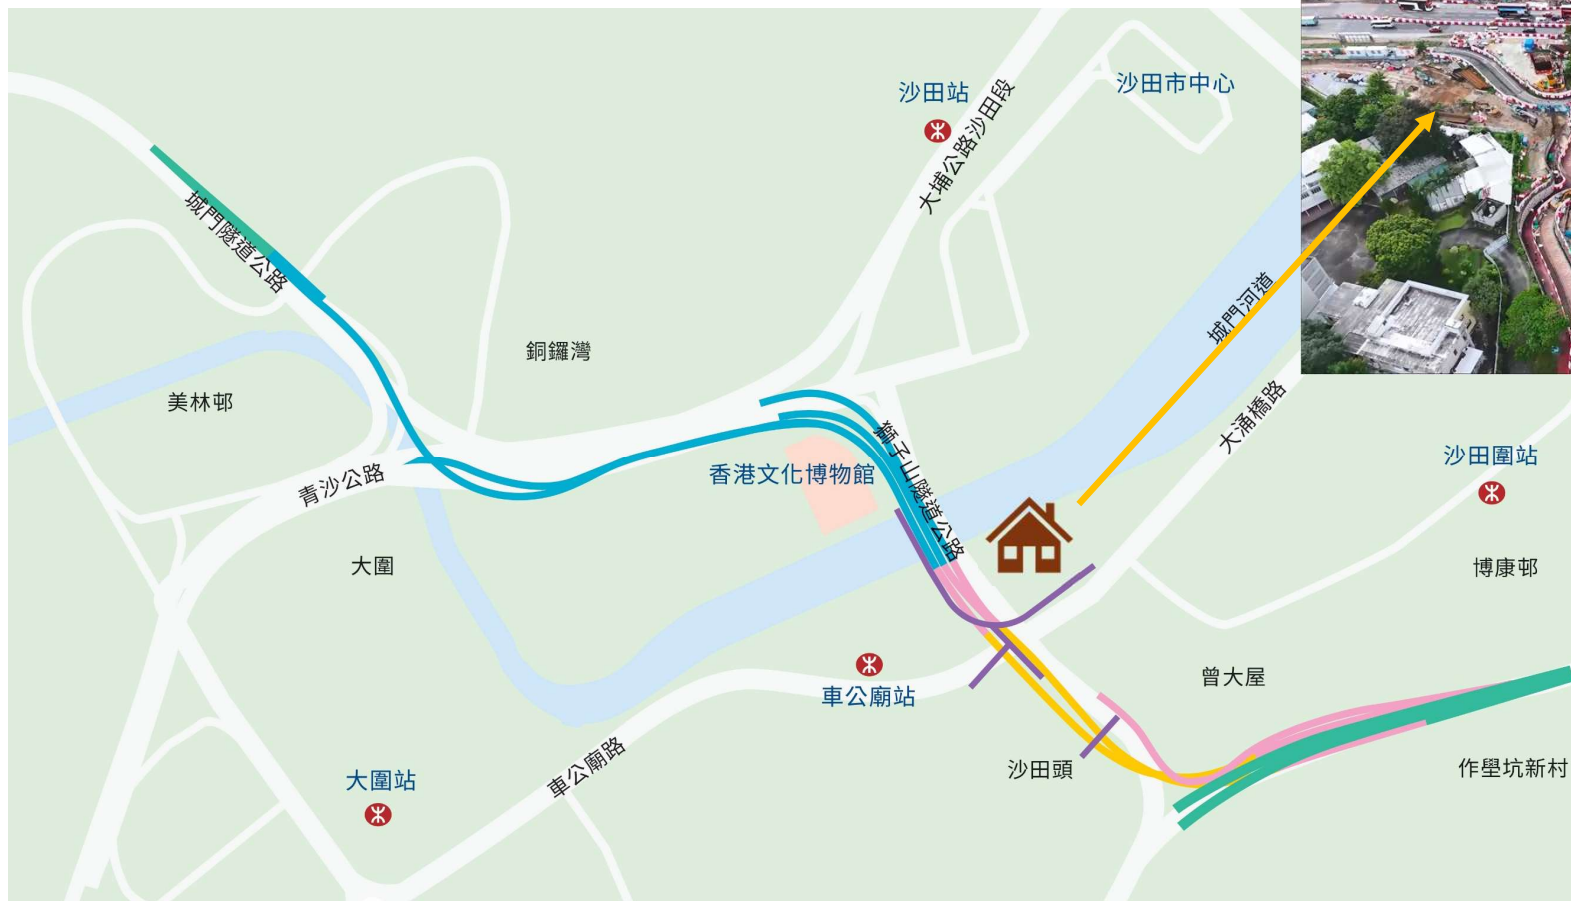 沙田站
沙田市中心
大埔公路沙田段
城門隧道公路
城門河道
銅鑼灣
美林邨
大涌橋路
獅子山隧道公路
沙田圍站
香港文化博物館
青沙公路
大圍
博康邨
曾大屋
車公廟站
車公廟路
沙田頭
作壆坑新村
大圍站